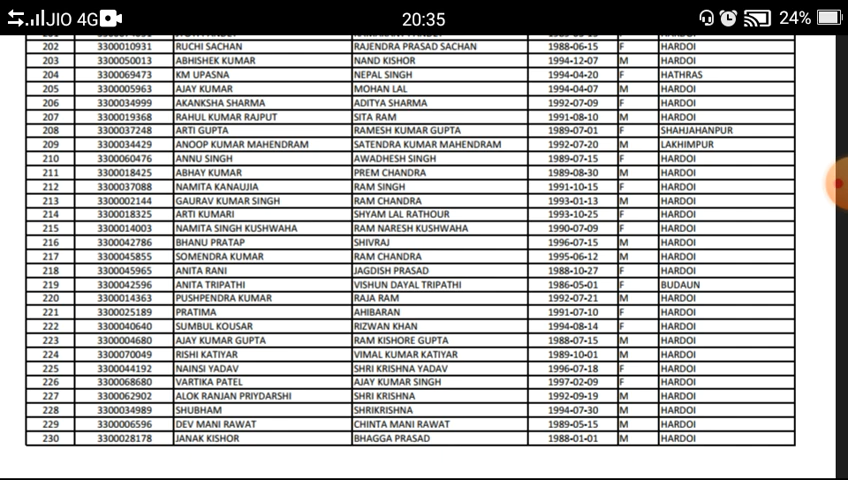 JIO 4G 20:35 24%
202 3300010931 RUCHI SACHAN RAJENDRA PRASAD SACHAN 1988-06-15 F HARDOI
203 3300050013 ABHISHEK KUMAR NAND KISHOR 1994-12-07 M HARDOI
204 3300069473 KM UPASNA NEPAL SINGH 1994-04-20 F HATHRAS
205 3300005963 AJAY KUMAR MOHAN LAL 1994-04-07 M HARDOI
206 3300034999 AKANKSHA SHARMA ADITYA SHARMA 1992-07-09 F HARDOI
207 3300019368 RAHUL KUMAR RAJPUT SITA RAM 1991-08-10 M HARDOI
208 3300037248 ARTI GUPTA RAMESH KUMAR GUPTA 1989-07-01 F SHAHJAHANPUR
209 3300034429 ANOOP KUMAR MAHENDRAM SATENDRA KUMAR MAHENDRAM 1992-07-20 M LAKHIMPUR
210 3300060476 ANNU SINGH AWADHESH SINGH 1989-07-15 F HARDOI
211 3300018425 ABHAY KUMAR PREM CHANDRA 1989-08-30 M HARDOI
212 3300037088 NAMITA KANAUJIA RAM SINGH 1991-10-15 F HARDOI
213 3300002144 GAURAV KUMAR SINGH RAM CHANDRA 1993-01-13 M HARDOI
214 3300018325 ARTI KUMARI SHYAM LAL RATHOUR 1993-10-25 F HARDOI
215 3300014003 NAMITA SINGH KUSHWAHA RAM NARESH KUSHWAHA 1990-07-09 F HARDOI
216 3300042786 BHANU PRATAP SHIVRAJ 1996-07-15 M HARDOI
217 3300045855 SOMENDRA KUMAR RAM CHANDRA 1995-06-12 M HARDOI
218 3300045965 ANITA RANI JAGDISH PRASAD 1988-10-27 F HARDOI
219 3300042596 ANITA TRIPATHI VISHUN DAYAL TRIPATHI 1986-05-01 F BUDAUN
220 3300014363 PUSHPENDRA KUMAR RAJA RAM 1992-07-21 M HARDOI
221 3300025189 PRATIMA AHIBARAN 1991-07-10 F HARDOI
222 3300040640 SUMBUL KOUSAR RIZWAN KHAN 1994-08-14 F HARDOI
223 3300004680 AJAY KUMAR GUPTA RAM KISHORE GUPTA 1988-07-15 M HARDOI
224 3300070049 RISHI KATIYAR VIMAL KUMAR KATIYAR 1989-10-01 M HARDOI
225 3300044192 NAINSI YADAV SHRI KRISHNA YADAV 1996-07-18 F HARDOI
226 3300068680 VARTIKA PATEL AJAY KUMAR SINGH 1997-02-09 F HARDOI
227 3300062902 ALOK RANJAN PRIYDARSHI SHRI KRISHNA 1992-09-19 M HARDOI
228 3300034989 SHUBHAM SHRIKRISHNA 1994-07-30 M HARDOI
229 3300006596 DEV MANI RAWAT CHINTA MANI RAWAT 1989-05-15 M HARDOI
230 3300028178 JANAK KISHOR BHAGGA PRASAD 1988-01-01 M HARDOI